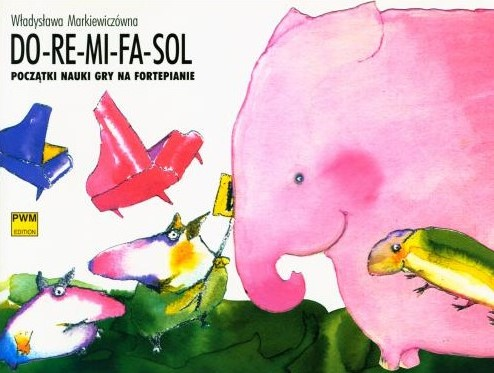 Władysława Markiewiczówna
DO-RE-MI-FA-SOL
POCZĄTKI NAUKI GRY NA FORTEPIANIE
PWM
EDITION